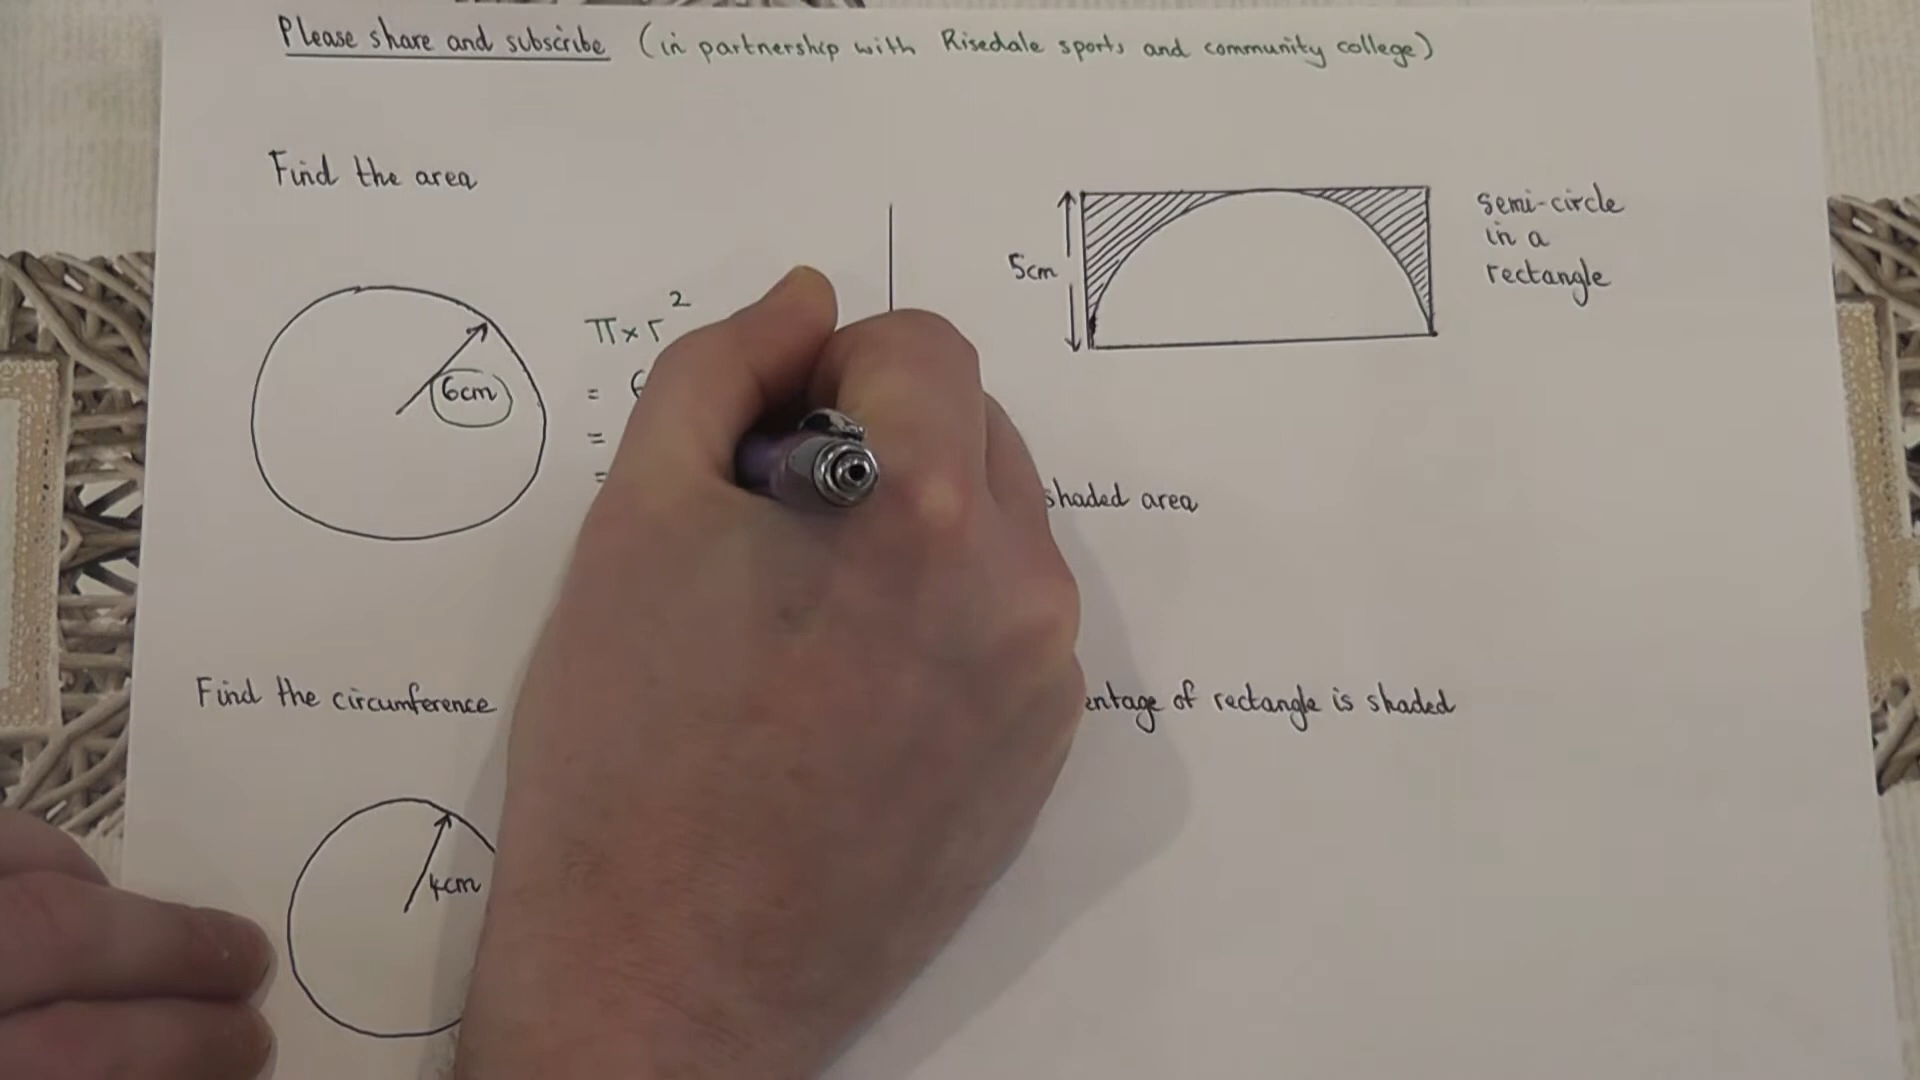 Please share and subscribe (in partnership with Risedale sports and community college)
Find the area
6cm
π×r²
= 6
=
=
5cm
semi-circle
in a
rectangle
shaded area
Find the circumference
4cm
of rectangle is shaded